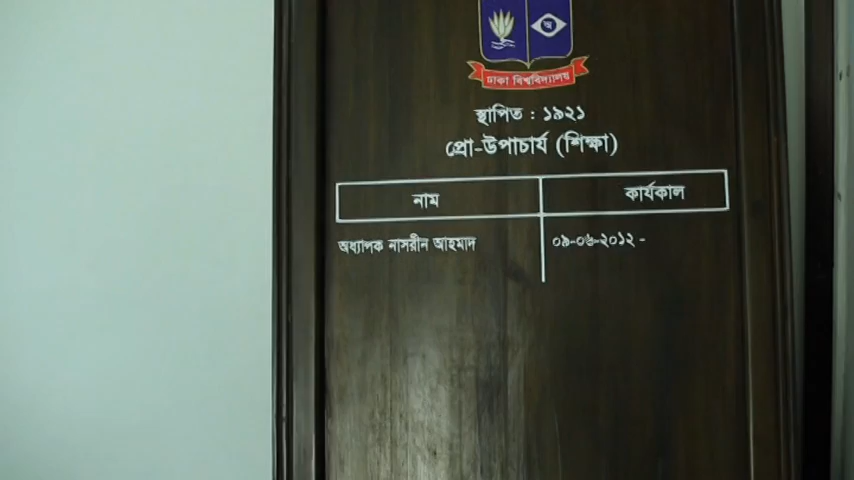 অ
ঢাকা বিশ্ববিদ্যালয়
স্থাপিত : ১৯২১
প্রো-উপাচার্য (শিক্ষা)
নাম কার্যকাল
অধ্যাপক নাসরীন আহমাদ ০৯-০৬-২০১২ -